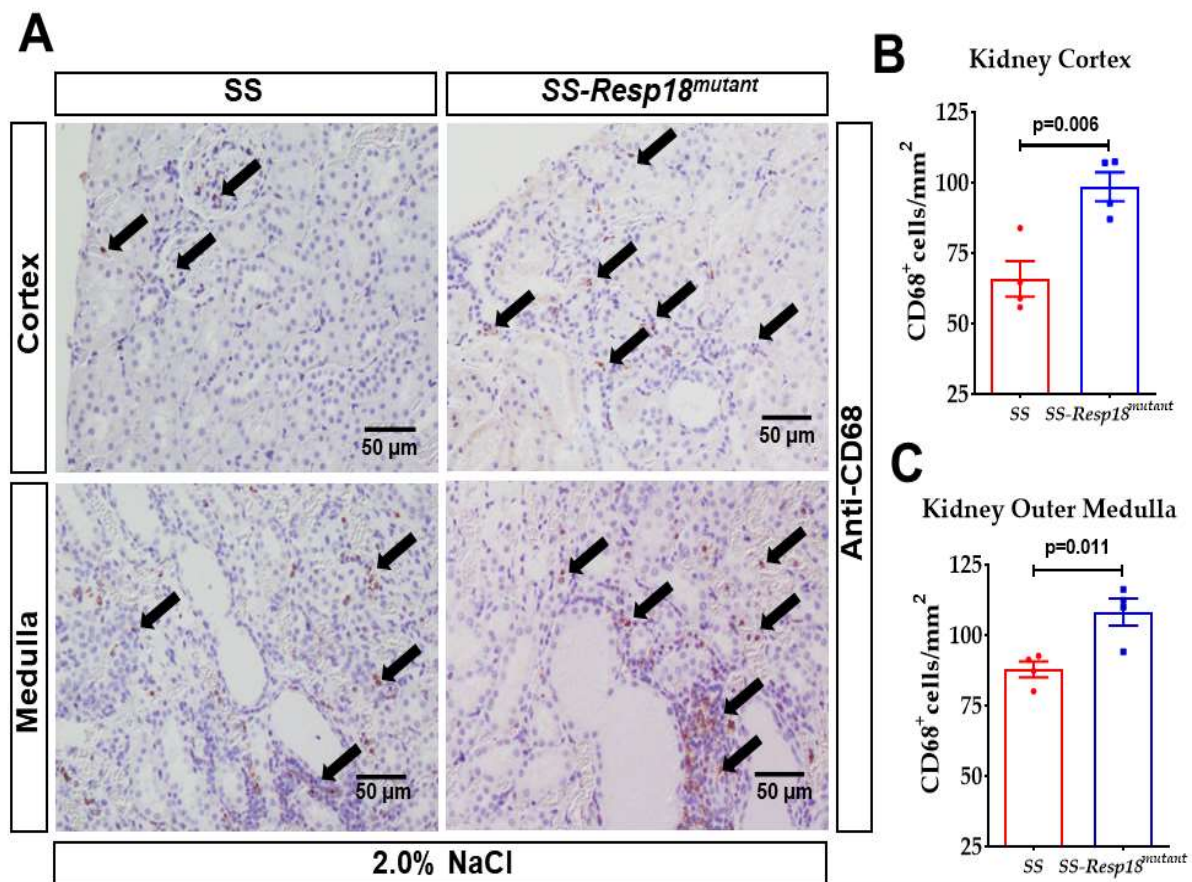 A
SS
SS-Resp18mutant
Cortex
50 µm
50 µm
Medulla
50 µm
50 µm
Anti-CD68
2.0% NaCl
B
Kidney Cortex
p=0.006
CD68+ cells/mm2
125
100
75
50
25
SS SS-Resp18mutant
C
Kidney Outer Medulla
p=0.011
CD68+ cells/mm2
125
100
75
50
25
SS SS-Resp18mutant